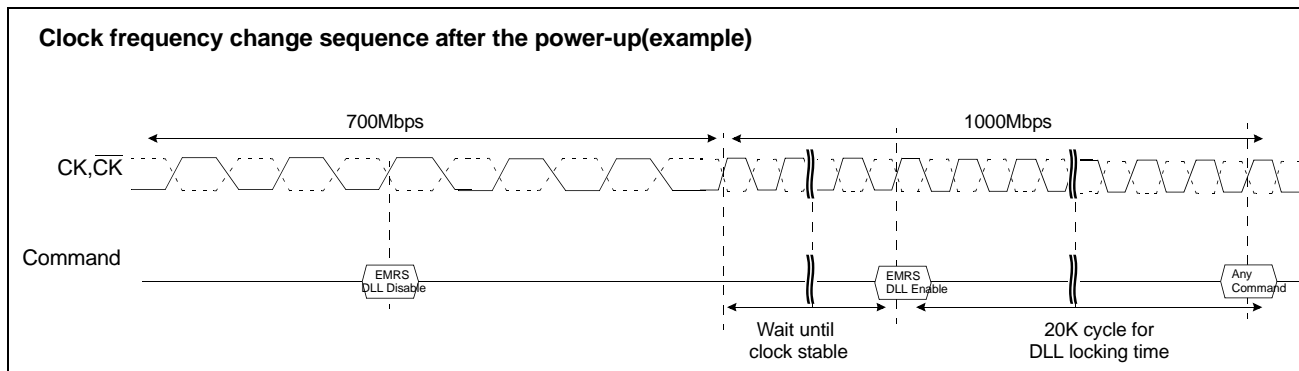 Clock frequency change sequence after the power-up(example)
700Mbps
1000Mbps
CK,C̅K̅
Command
EMRS
DLL Disable
EMRS
DLL Enable
Any
Command
Wait until
clock stable
20K cycle for
DLL locking time